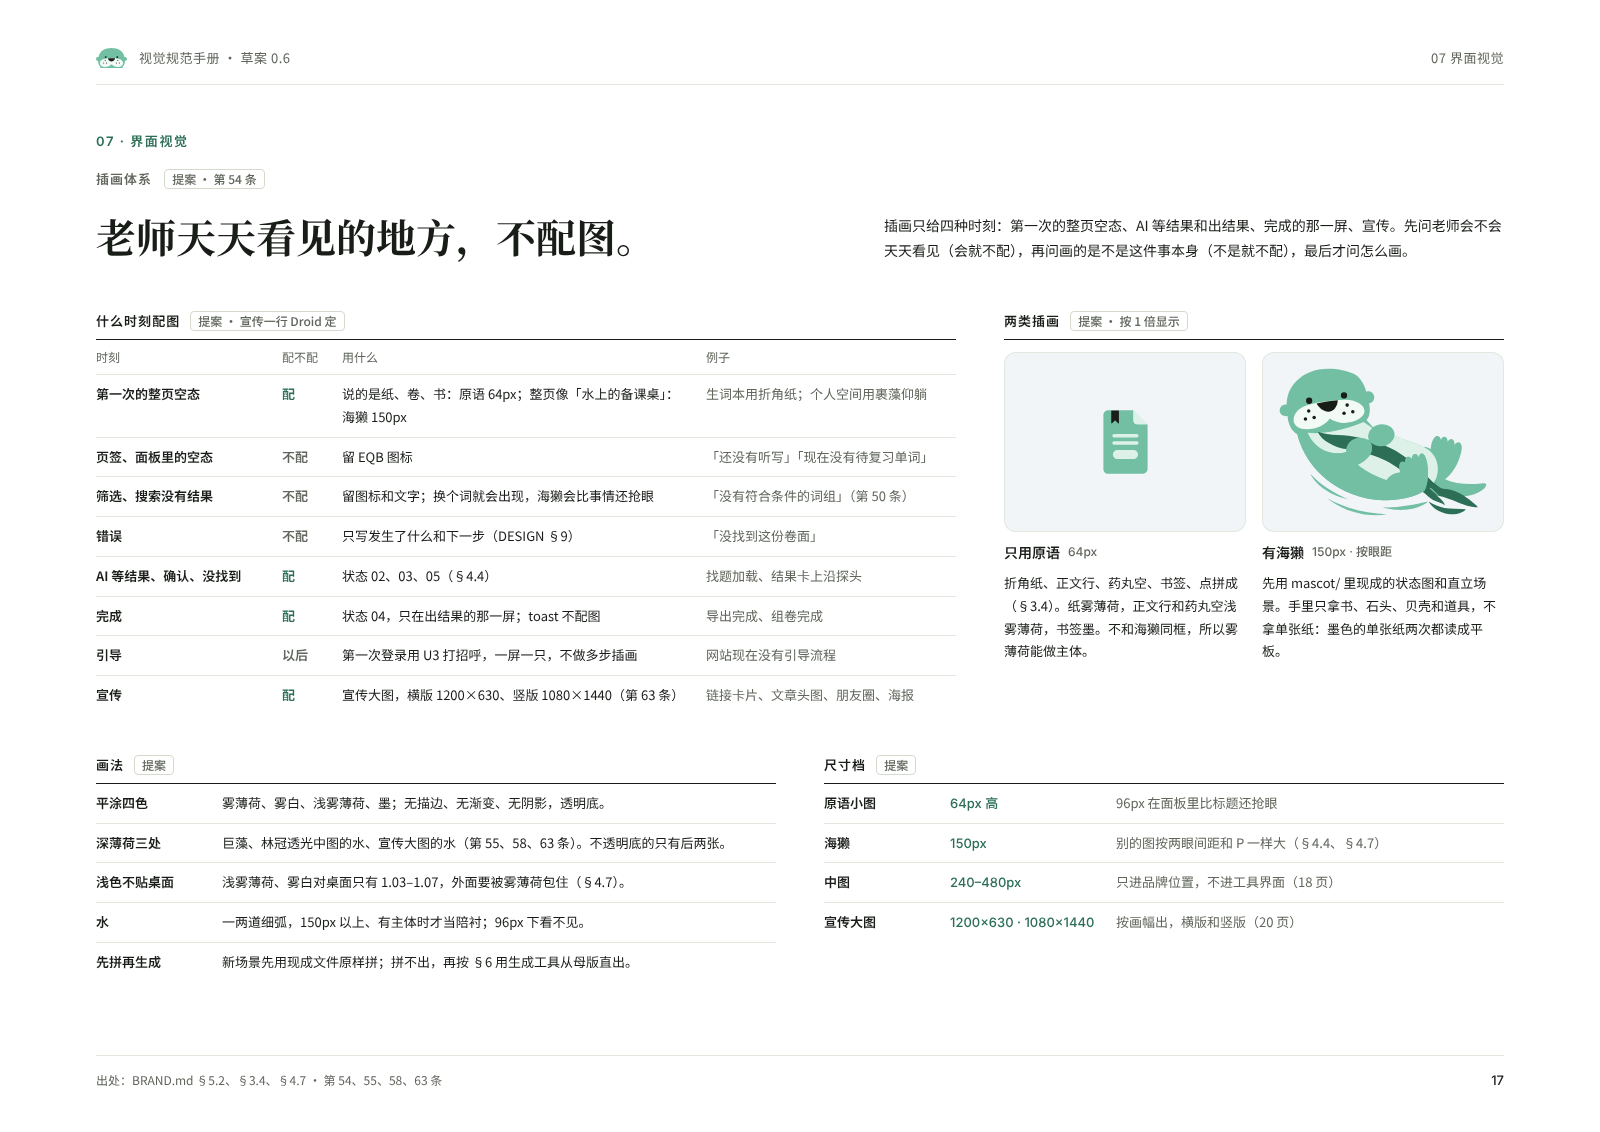 视觉规范手册 · 草案 0.6
07 界面视觉
07 · 界面视觉
插画体系 提案 · 第 54 条
老师天天看见的地方，不配图。
插画只给四种时刻：第一次的整页空态、AI 等结果和出结果、完成的那一屏、宣传。先问老师会不会
天天看见（会就不配），再问画的是不是这件事本身（不是就不配），最后才问怎么画。
什么时刻配图 提案 · 宣传一行 Droid 定
时刻 配不配 用什么 例子
第一次的整页空态 配 说的是纸、卷、书：原语 64px；整页像「水上的备课桌」： 生词本用折角纸；个人空间用裹藻仰躺
海獭 150px
页签、面板里的空态 不配 留 EQB 图标 「还没有听写」「现在没有待复习单词」
筛选、搜索没有结果 不配 留图标和文字；换个词就会出现，海獭会比事情还抢眼 「没有符合条件的词组」（第 50 条）
错误 不配 只写发生了什么和下一步（DESIGN §9） 「没找到这份卷面」
AI 等结果、确认、没找到 配 状态 02、03、05（§4.4） 找题加载、结果卡上沿探头
完成 配 状态 04，只在出结果的那一屏；toast 不配图 导出完成、组卷完成
引导 以后 第一次登录用 U3 打招呼，一屏一只，不做多步插画 网站现在没有引导流程
宣传 配 宣传大图，横版 1200×630、竖版 1080×1440（第 63 条） 链接卡片、文章头图、朋友圈、海报
两类插画 提案 · 按 1 倍显示
只用原语 64px
折角纸、正文行、药丸空、书签、点拼成
（§3.4）。纸雾薄荷，正文行和药丸空浅
雾薄荷，书签墨。不和海獭同框，所以雾
薄荷能做主体。
有海獭 150px · 按眼距
先用 mascot/ 里现成的状态图和直立场
景。手里只拿书、石头、贝壳和道具，不
拿单张纸：墨色的单张纸两次都读成平
板。
画法 提案
平涂四色 雾薄荷、雾白、浅雾薄荷、墨；无描边、无渐变、无阴影，透明底。
深薄荷三处 巨藻、林冠透光中图的水、宣传大图的水（第 55、58、63 条）。不透明底的只有后两张。
浅色不贴桌面 浅雾薄荷、雾白对桌面只有 1.03–1.07，外面要被雾薄荷包住（§4.7）。
水 一两道细弧，150px 以上、有主体时才当陪衬；96px 下看不见。
先拼再生成 新场景先用现成文件原样拼；拼不出，再按 §6 用生成工具从母版直出。
尺寸档 提案
原语小图 64px 高 96px 在面板里比标题还抢眼
海獭 150px 别的图按两眼间距和 P 一样大（§4.4、§4.7）
中图 240–480px 只进品牌位置，不进工具界面（18 页）
宣传大图 1200×630 · 1080×1440 按画幅出，横版和竖版（20 页）
出处：BRAND.md §5.2、§3.4、§4.7 · 第 54、55、58、63 条
17